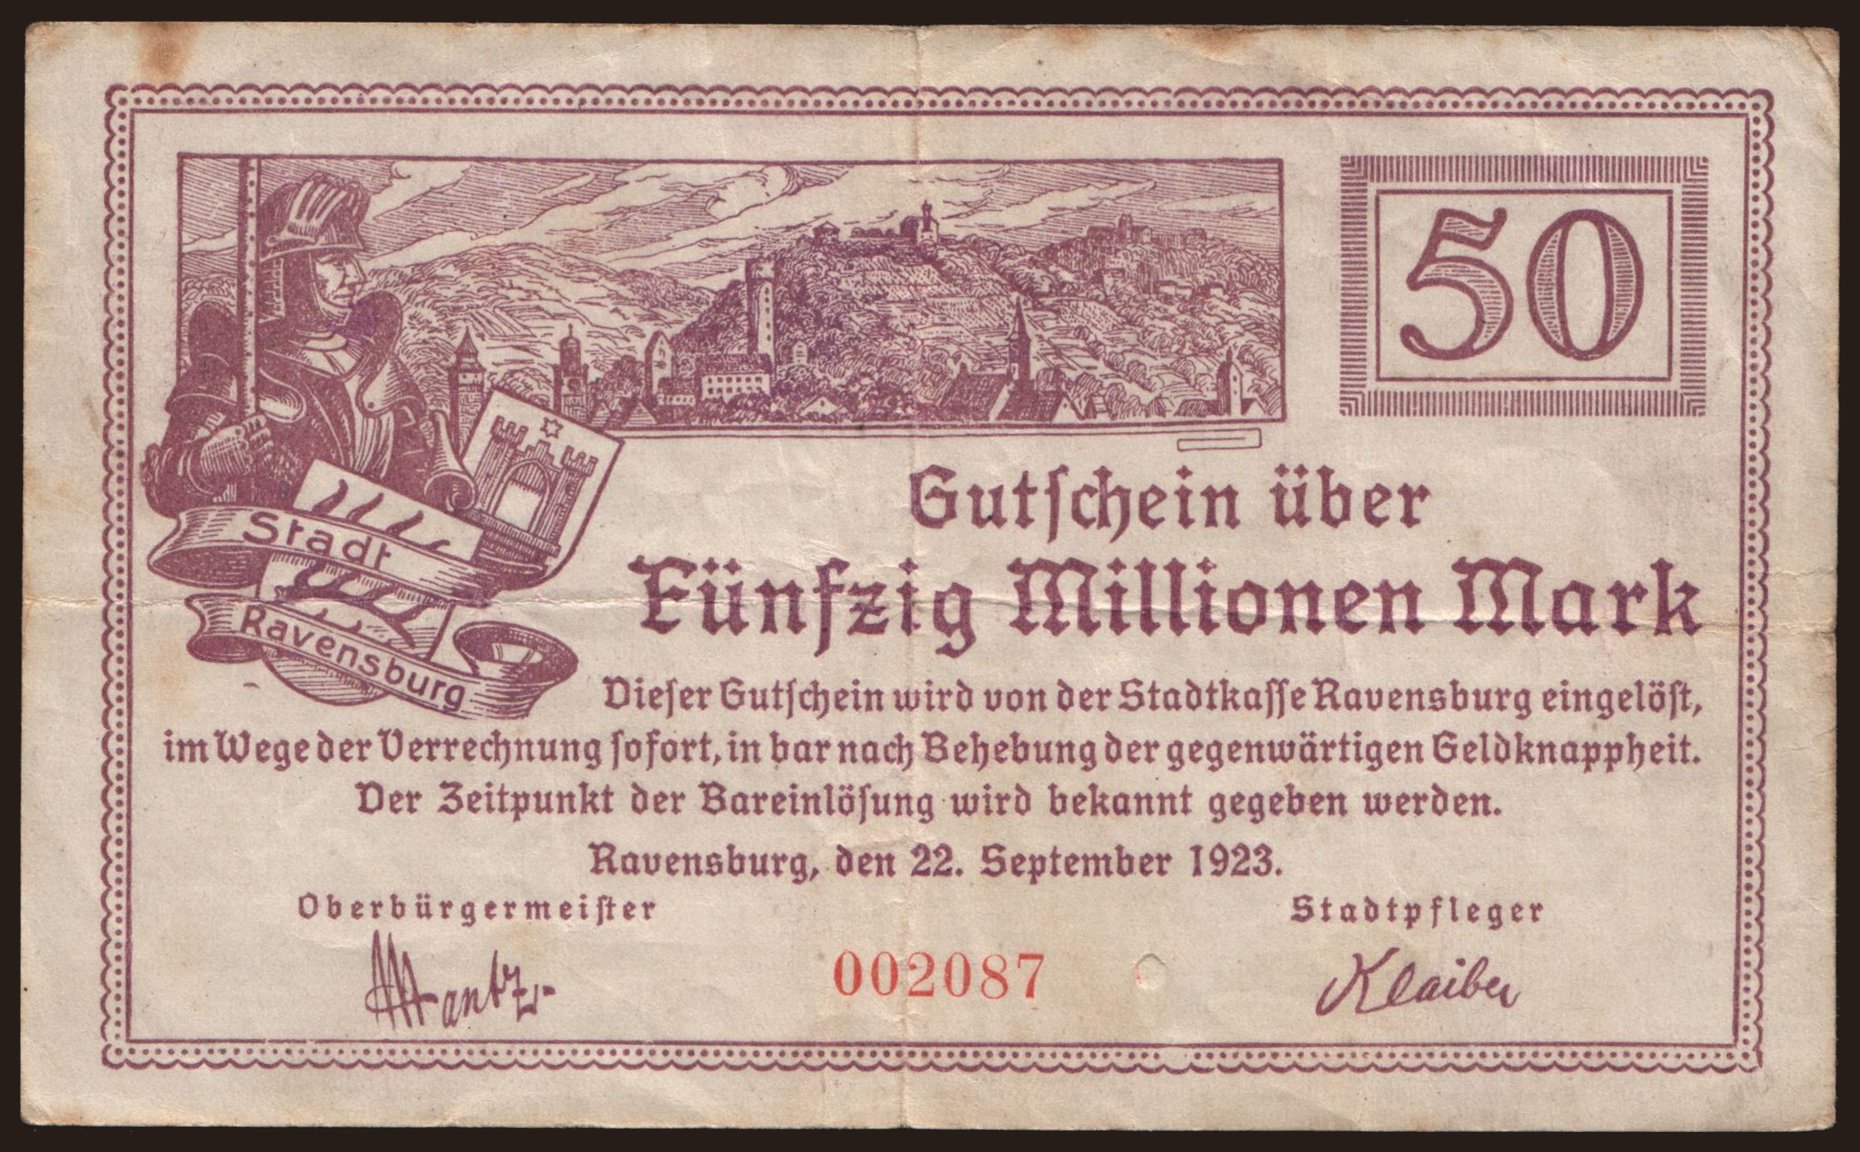 50
Gutschein über
Fünfzig Millionen Mark
Stadt
Ravensburg
Dieser Gutschein wird von der Stadtkasse Ravensburg eingelöst,
im Wege der Verrechnung sofort, in bar nach Behebung der gegenwärtigen Geldknappheit.
Der Zeitpunkt der Bareinlösung wird bekannt gegeben werden.
Ravensburg, den 22. September 1923.
Oberbürgermeister
Stadtpfleger
002087
Klaiber